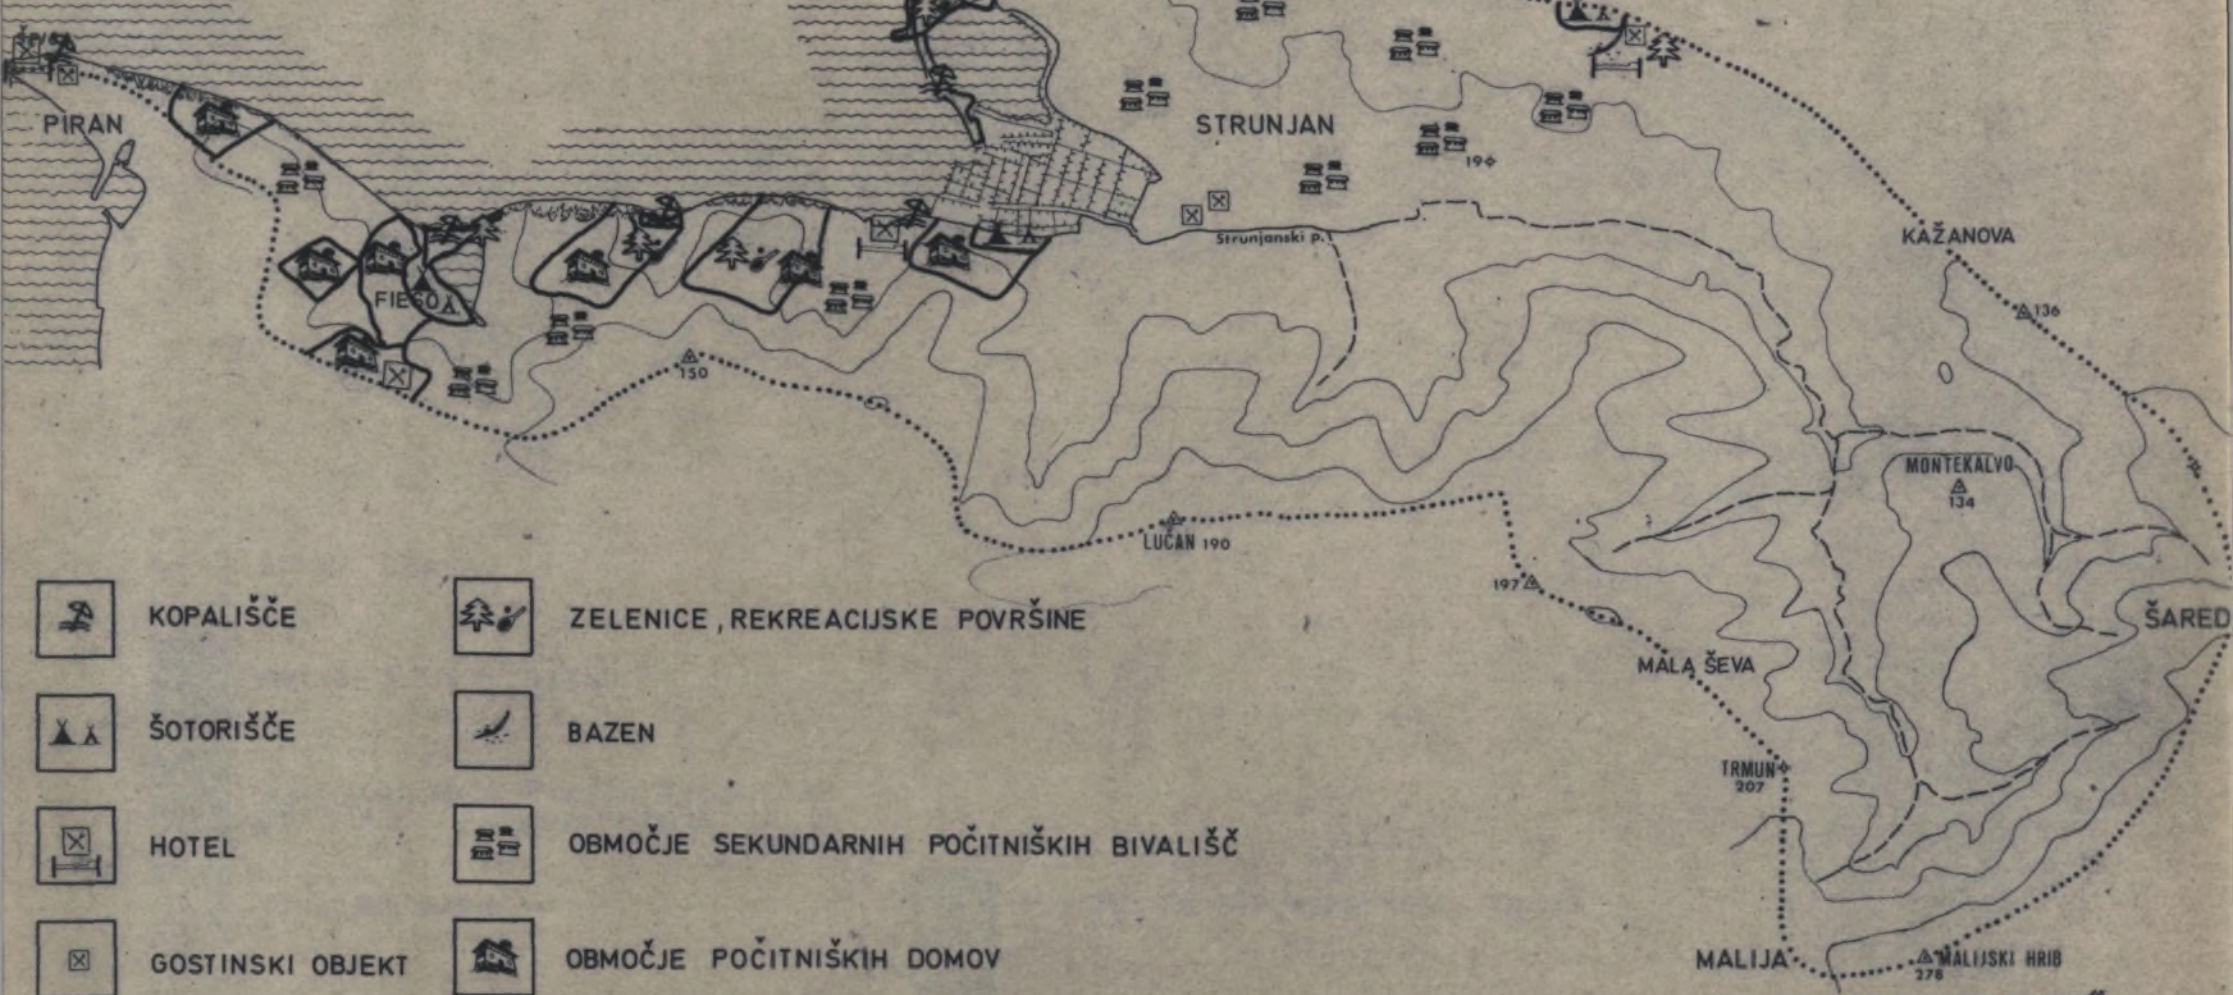 PIRAN
STRUNJAN
19
Strunjanski p.
KAŽANOVA
136
FIESO
150
MONTEKALVO
134
LUČAN 190
197
ŠARED
MALA ŠEVA
TRMUN
207
MALIJA
MALIJSKI HRIB
278
KOPALIŠČE
ZELENICE, REKREACIJSKE POVRŠINE
ŠOTORIŠČE
BAZEN
HOTEL
OBMOČJE SEKUNDARNIH POČITNIŠKIH BIVALIŠČ
GOSTINSKI OBJEKT
OBMOČJE POČITNIŠKIH DOMOV